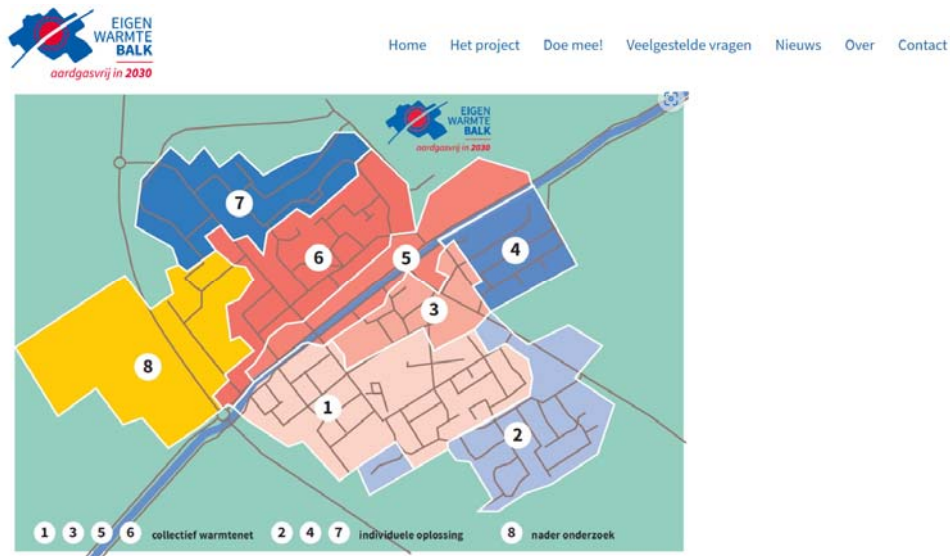 EIGEN
WARMTE
BALK
aardgasvrij in 2030
Home Het project Doe mee! Veelgestelde vragen Nieuws Over Contact
EIGEN
WARMTE
BALK
aardgasvrij in 2030
7
6
5
4
3
8
1
2
1 3 5 6 collectief warmtenet 2 4 7 individuele oplossing 8 nader onderzoek